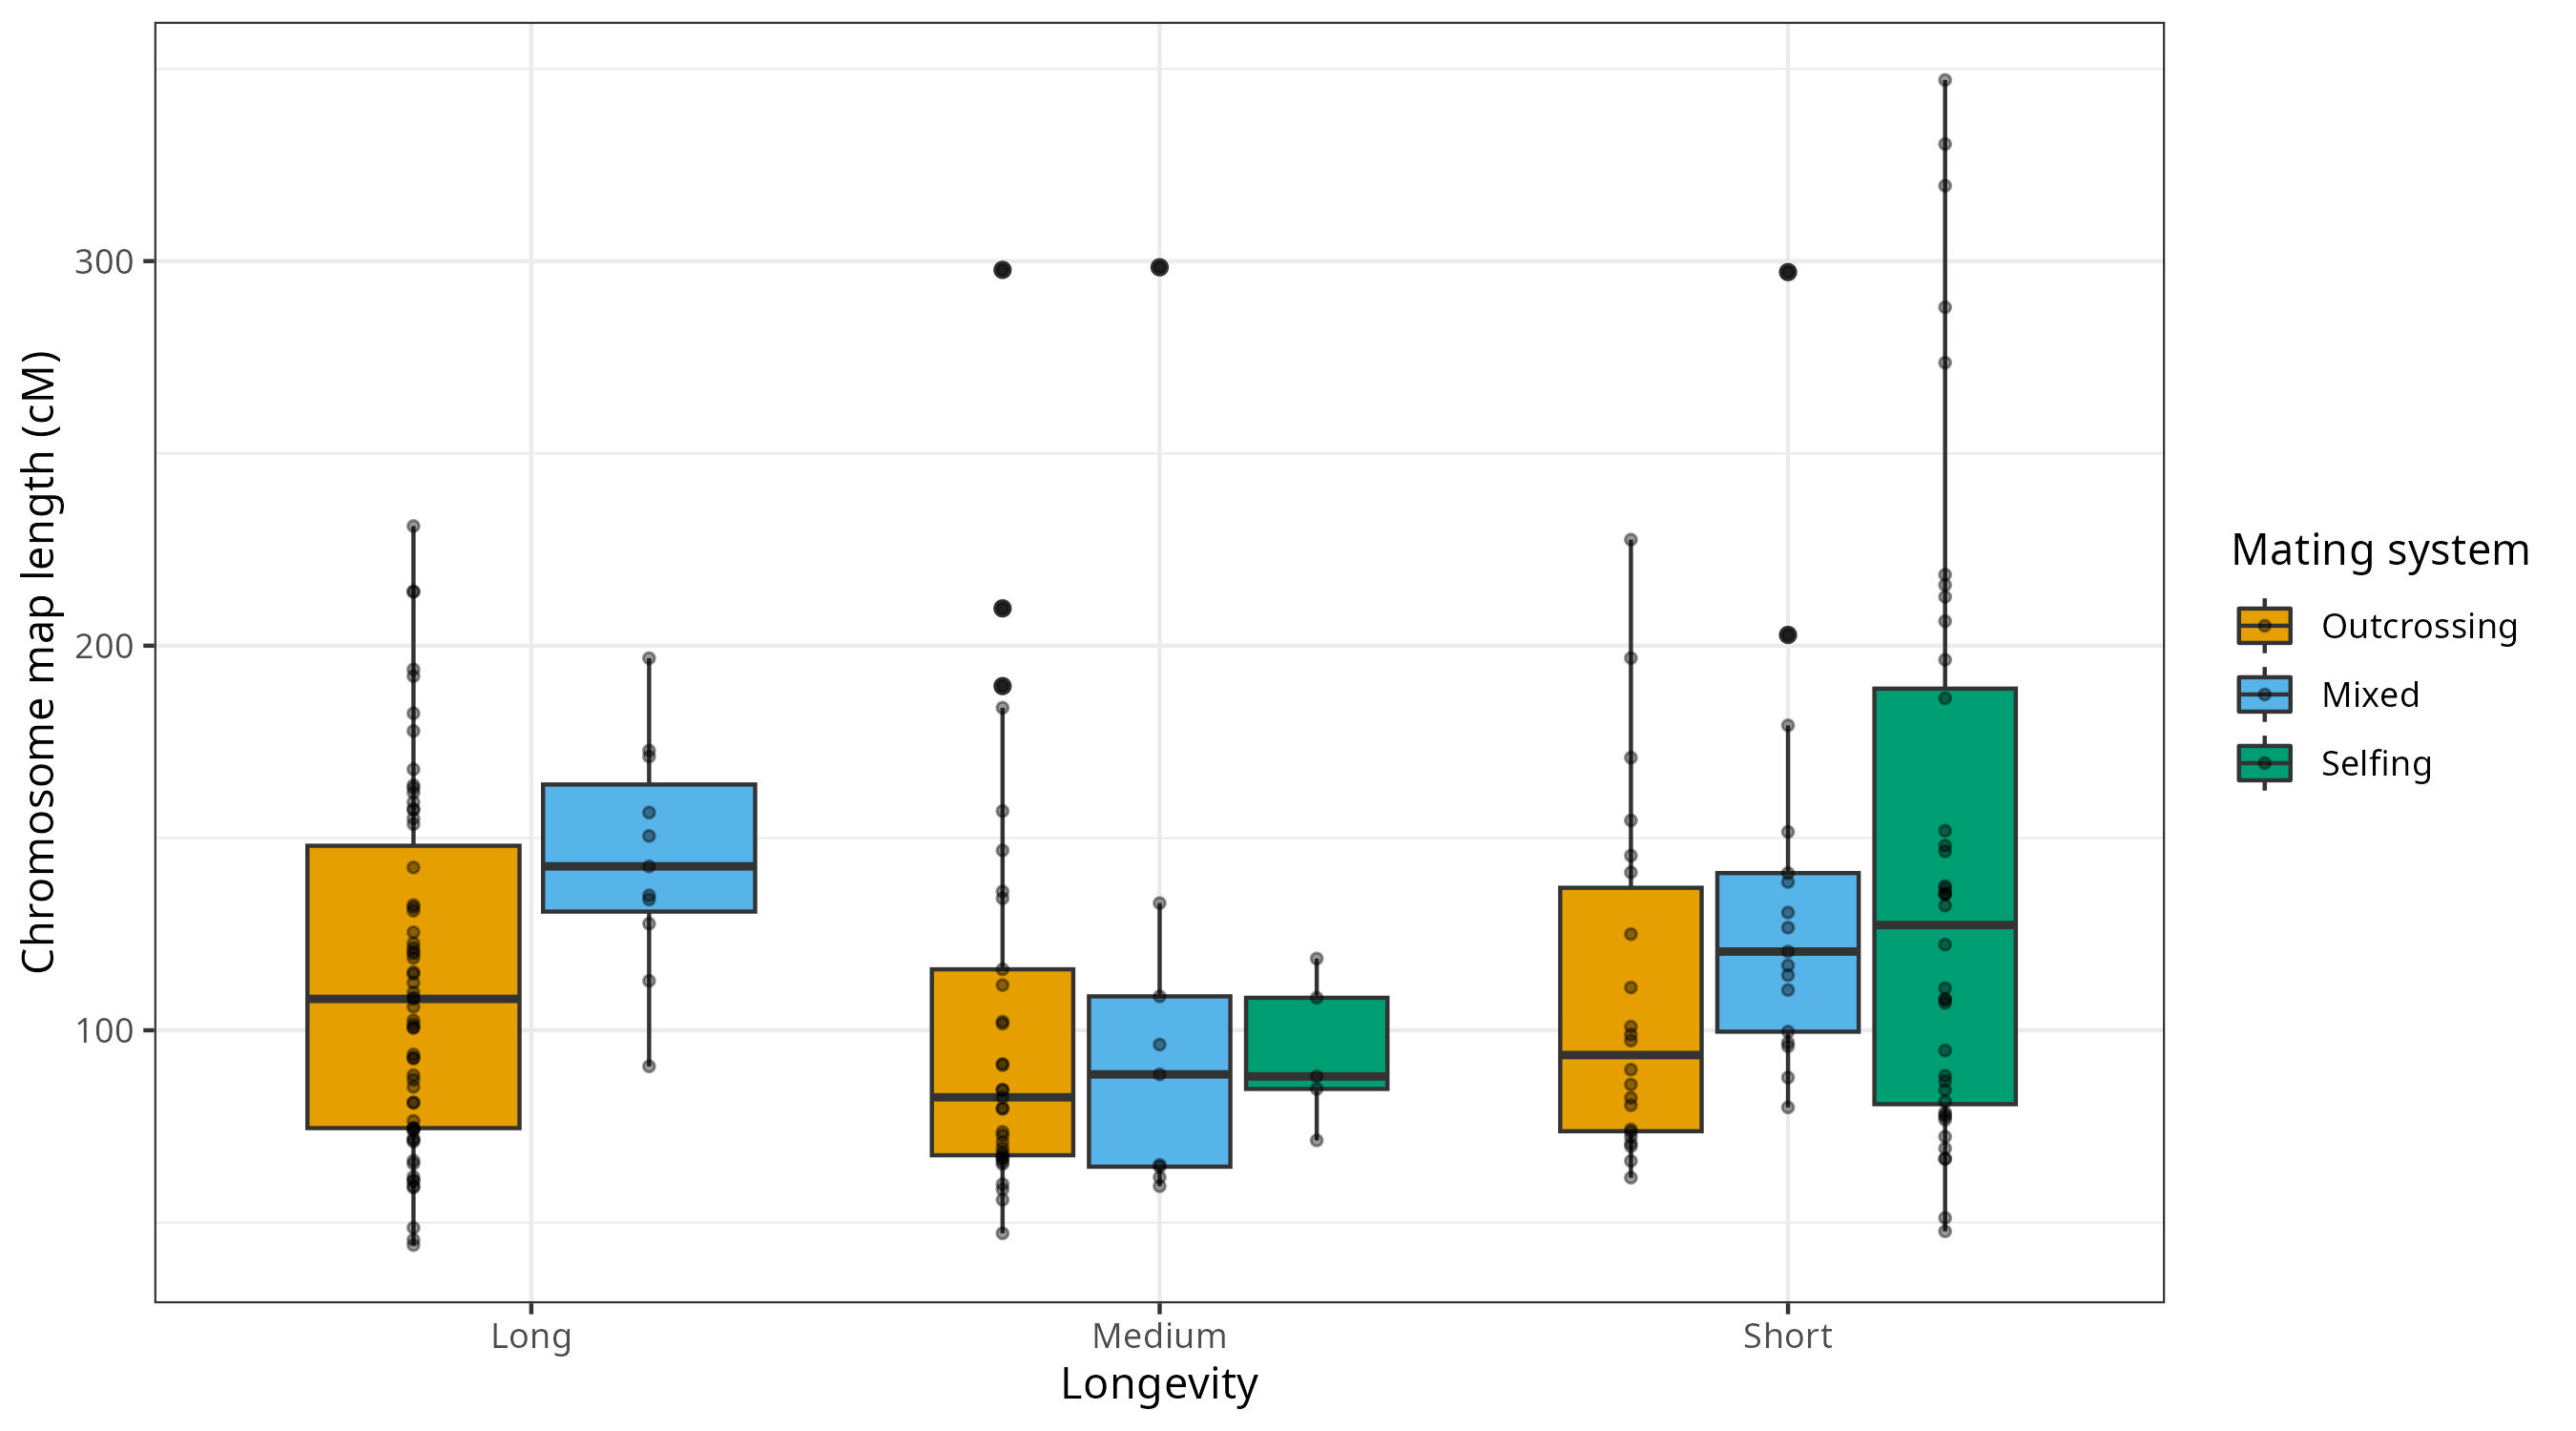 Chromosome map length (cM)
300
200
100
Long
Medium
Short
Longevity
Mating system
Outcrossing
Mixed
Selfing